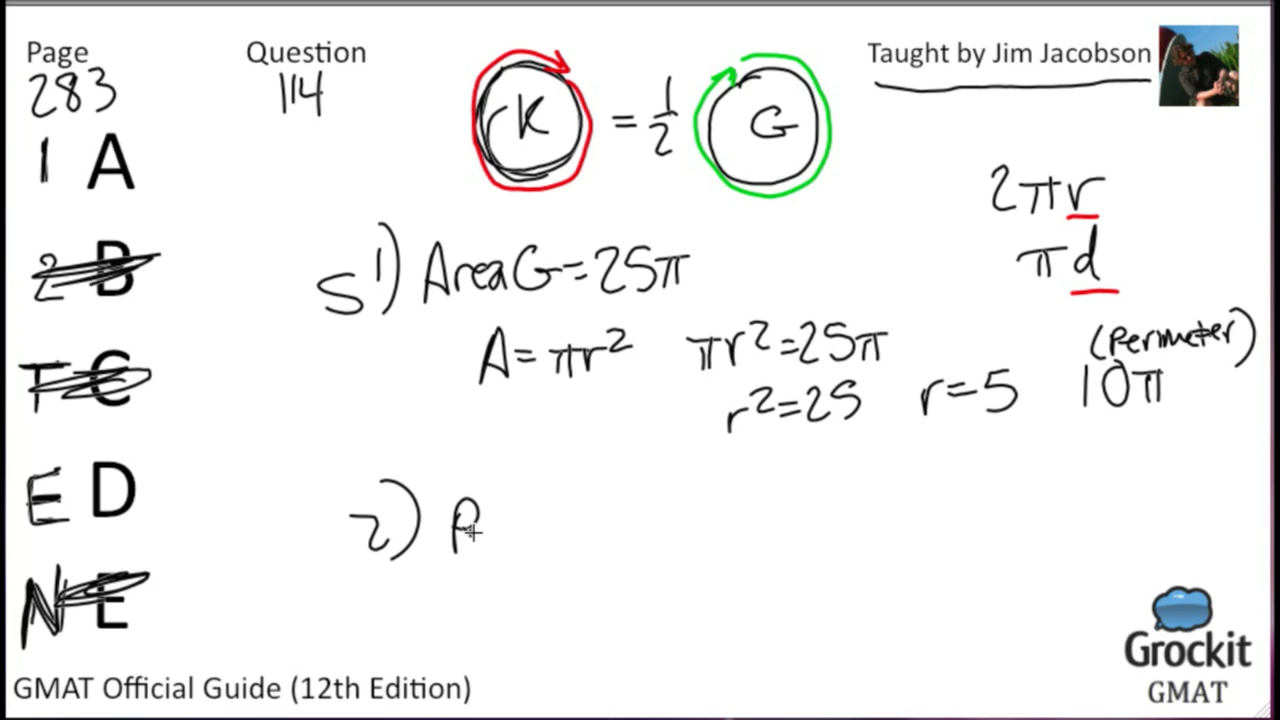 Page Question Taught by Jim Jacobson
283 114
K = 1/2 G
1 A
2πr
πd
2 B
S 1) Area G = 25π
A = πr² πr² = 25π (Perimeter)
T C
r² = 25 r = 5 10π
E D
2) A
N E
Grockit
GMAT
GMAT Official Guide (12th Edition)